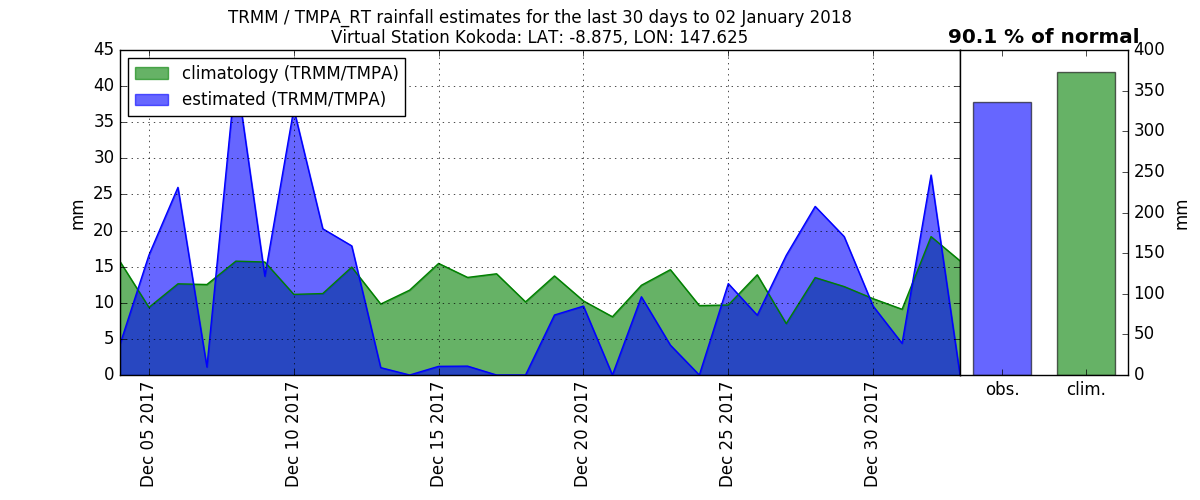 TRMM / TMPA_RT rainfall estimates for the last 30 days to 02 January 2018
Virtual Station Kokoda: LAT: -8.875, LON: 147.625
90.1 % of normal
climatology (TRMM/TMPA)
estimated (TRMM/TMPA)
45
40
35
30
25
20
15
10
5
0
mm
Dec 05 2017
Dec 10 2017
Dec 15 2017
Dec 20 2017
Dec 25 2017
Dec 30 2017
obs.
clim.
400
350
300
250
200
150
100
50
0
mm